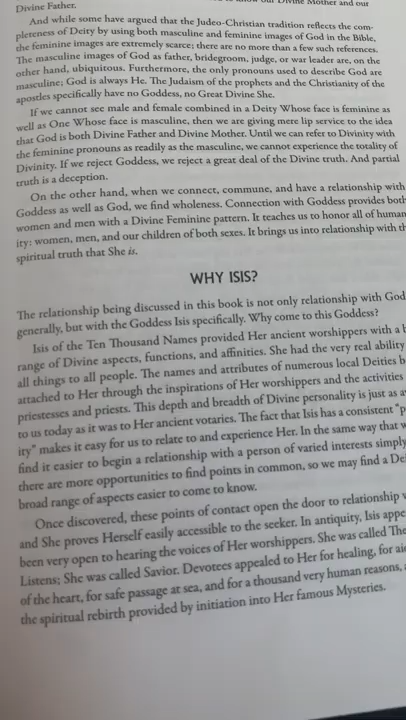 Divine Mother and our
Divine Father.
And while some have argued that the Judeo-Christian tradition reflects the com-
pleteness of Deity by using both masculine and feminine images of God in the Bible,
the feminine images are extremely scarce; there are no more than a few such references.
The masculine images of God as father, bridegroom, judge, or war leader are, on the
other hand, ubiquitous. Furthermore, the only pronouns used to describe God are
masculine; God is always He. The Judaism of the prophets and the Christianity of the
apostles specifically have no Goddess, no Great Divine She.
If we cannot see male and female combined in a Deity Whose face is feminine as
well as One Whose face is masculine, then we are giving mere lip service to the idea
that God is both Divine Father and Divine Mother. Until we can refer to Divinity with
the feminine pronouns as readily as the masculine, we cannot experience the totality of
Divinity. If we reject Goddess, we reject a great deal of the Divine truth. And partial
truth is a deception.
On the other hand, when we connect, commune, and have a relationship with
Goddess as well as God, we find wholeness. Connection with Goddess provides both
women and men with a Divine Feminine pattern. It teaches us to honor all of human-
ity: women, men, and our children of both sexes. It brings us into relationship with th
spiritual truth that She is.
WHY ISIS?
The relationship being discussed in this book is not only relationship with God
generally, but with the Goddess Isis specifically. Why come to this Goddess?
Isis of the Ten Thousand Names provided Her ancient worshippers with a b
range of Divine aspects, functions, and affinities. She had the very real ability
all things to all people. The names and attributes of numerous local Deities b
attached to Her through the inspirations of Her worshippers and the activities
priestesses and priests. This depth and breadth of Divine personality is just as a
to us today as it was to Her ancient votaries. The fact that Isis has a consistent "p
ity" makes it easy for us to relate to and experience Her. In the same way that w
find it easier to begin a relationship with a person of varied interests simply
there are more opportunities to find points in common, so we may find a De
broad range of aspects easier to come to know.
Once discovered, these points of contact open the door to relationship w
and She proves Herself easily accessible to the seeker. In antiquity, Isis appe
been very open to hearing the voices of Her worshippers. She was called The
Listens; She was called Savior. Devotees appealed to Her for healing, for aid
of the heart, for safe passage at sea, and for a thousand very human reasons,
the spiritual rebirth provided by initiation into Her famous Mysteries.